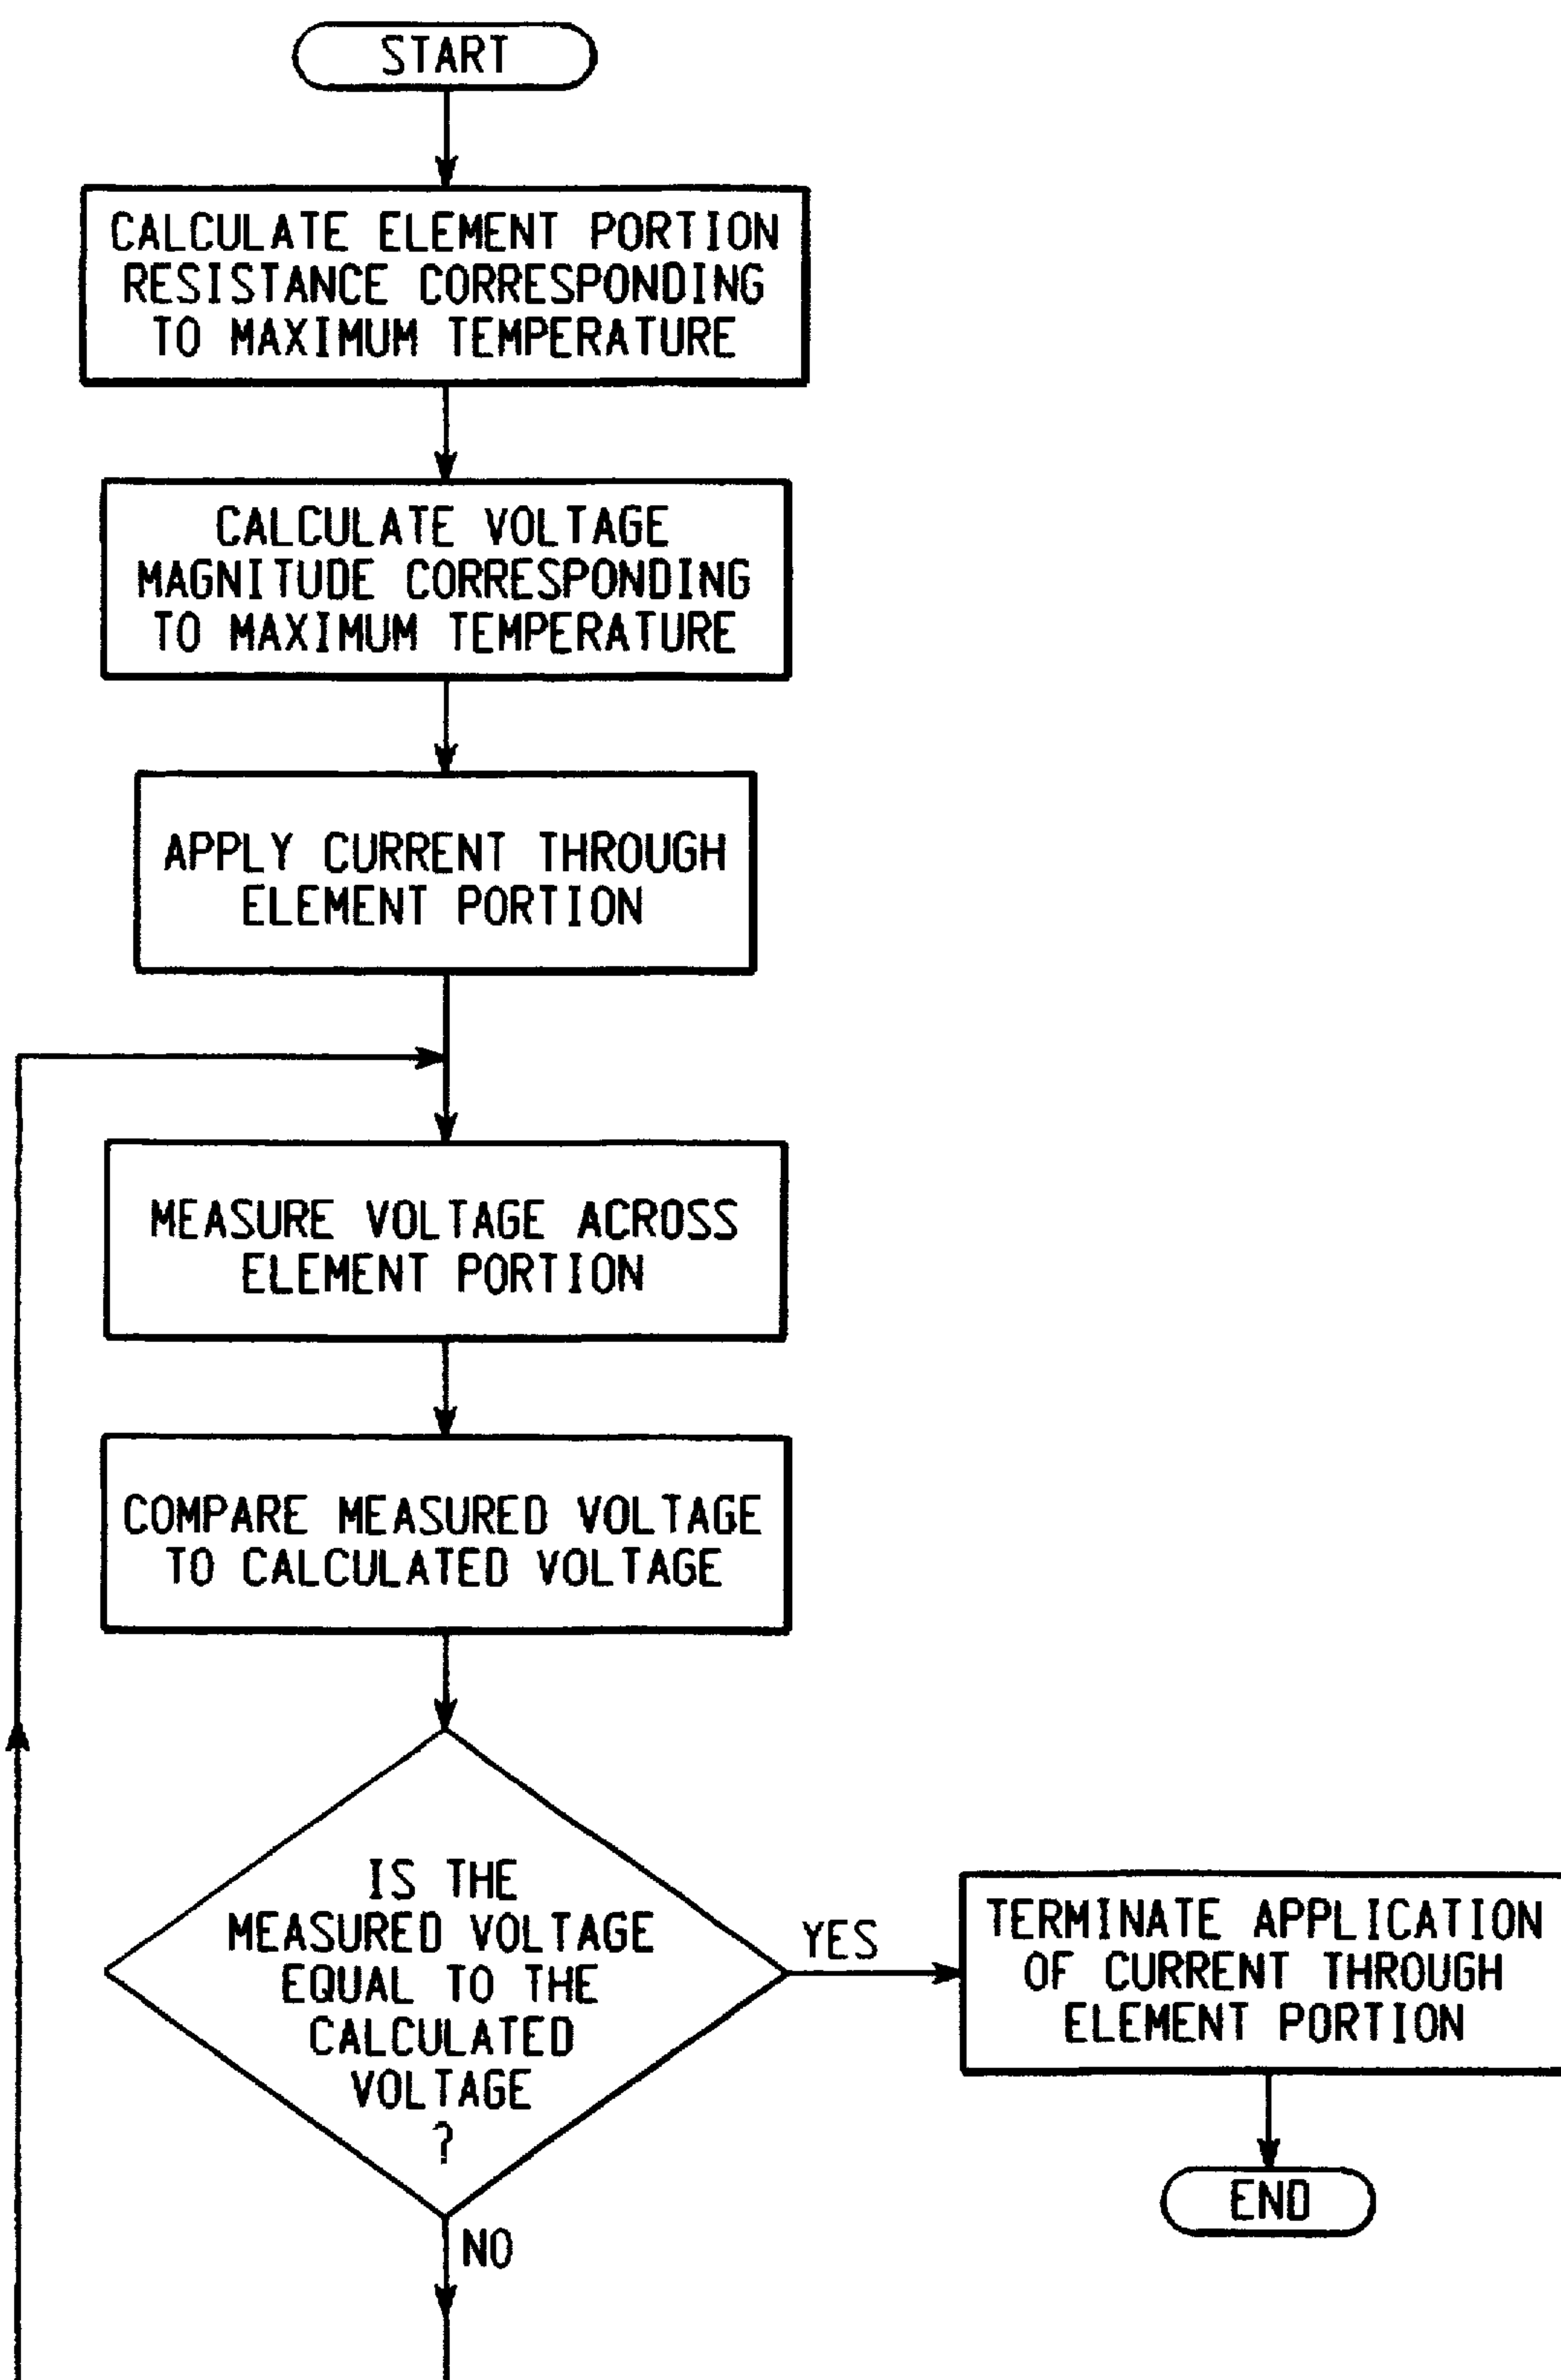 START
CALCULATE ELEMENT PORTION
RESISTANCE CORRESPONDING
TO MAXIMUM TEMPERATURE
CALCULATE VOLTAGE
MAGNITUDE CORRESPONDING
TO MAXIMUM TEMPERATURE
APPLY CURRENT THROUGH
ELEMENT PORTION
MEASURE VOLTAGE ACROSS
ELEMENT PORTION
COMPARE MEASURED VOLTAGE
TO CALCULATED VOLTAGE
IS THE
MEASURED VOLTAGE
EQUAL TO THE
CALCULATED
VOLTAGE
?
YES
TERMINATE APPLICATION
OF CURRENT THROUGH
ELEMENT PORTION
END
NO